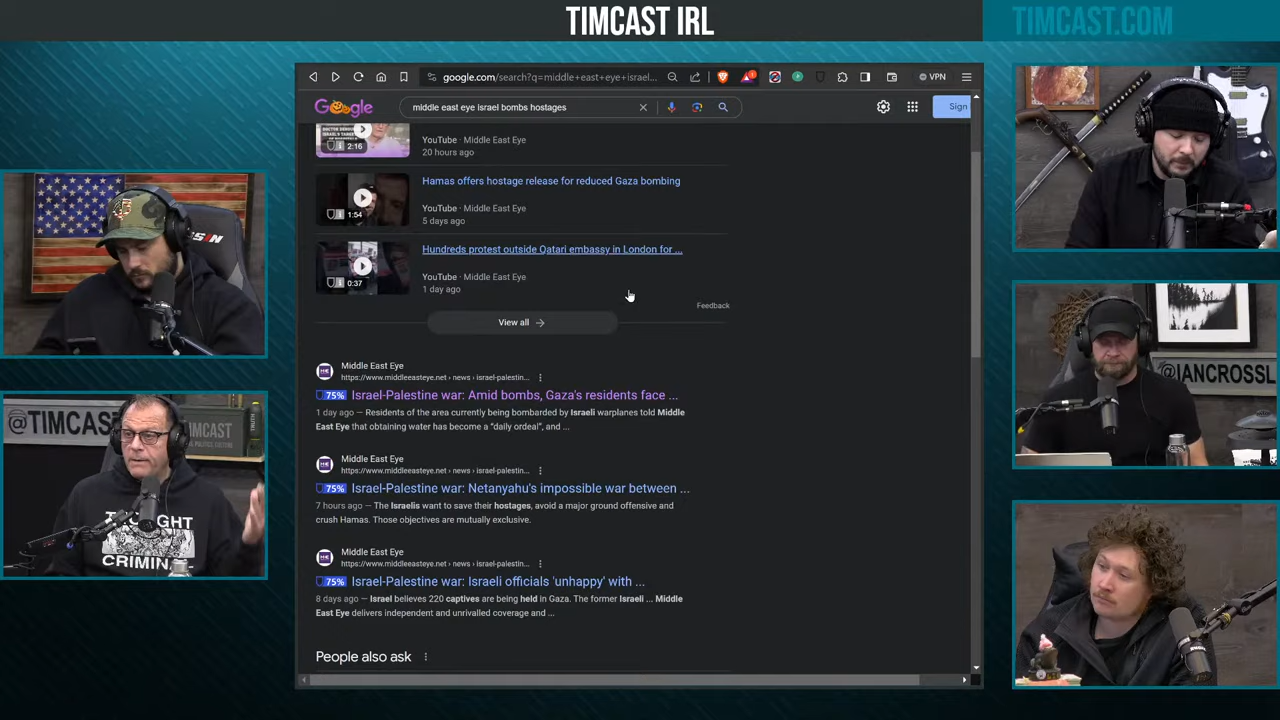 TIMCAST IRL
TIMCAST.COM
google.com/search?q=middle+east+eye+israel...
VPN
Google
middle east eye israel bombs hostages
Sign
2:16
YouTube · Middle East Eye
20 hours ago
Hamas offers hostage release for reduced Gaza bombing
1:54
YouTube · Middle East Eye
5 days ago
Hundreds protest outside Qatari embassy in London for ...
0:37
YouTube · Middle East Eye
1 day ago
Feedback
View all
Middle East Eye
https://www.middleeasteye.net › news › israel-palestin...
75% Israel-Palestine war: Amid bombs, Gaza's residents face ...
1 day ago — Residents of the area currently being bombarded by Israeli warplanes told Middle
East Eye that obtaining water has become a “daily ordeal”, and ...
Middle East Eye
https://www.middleeasteye.net › news › israel-palestin...
75% Israel-Palestine war: Netanyahu's impossible war between ...
7 hours ago — The Israelis want to save their hostages, avoid a major ground offensive and
crush Hamas. Those objectives are mutually exclusive.
Middle East Eye
https://www.middleeasteye.net › news › israel-palestin...
75% Israel-Palestine war: Israeli officials 'unhappy' with ...
8 days ago — Israel believes 220 captives are being held in Gaza. The former Israeli ... Middle
East Eye delivers independent and unrivalled coverage and ...
People also ask
@TIMCAST
TIMCAST
CRIMINAL
@IANCROSSL